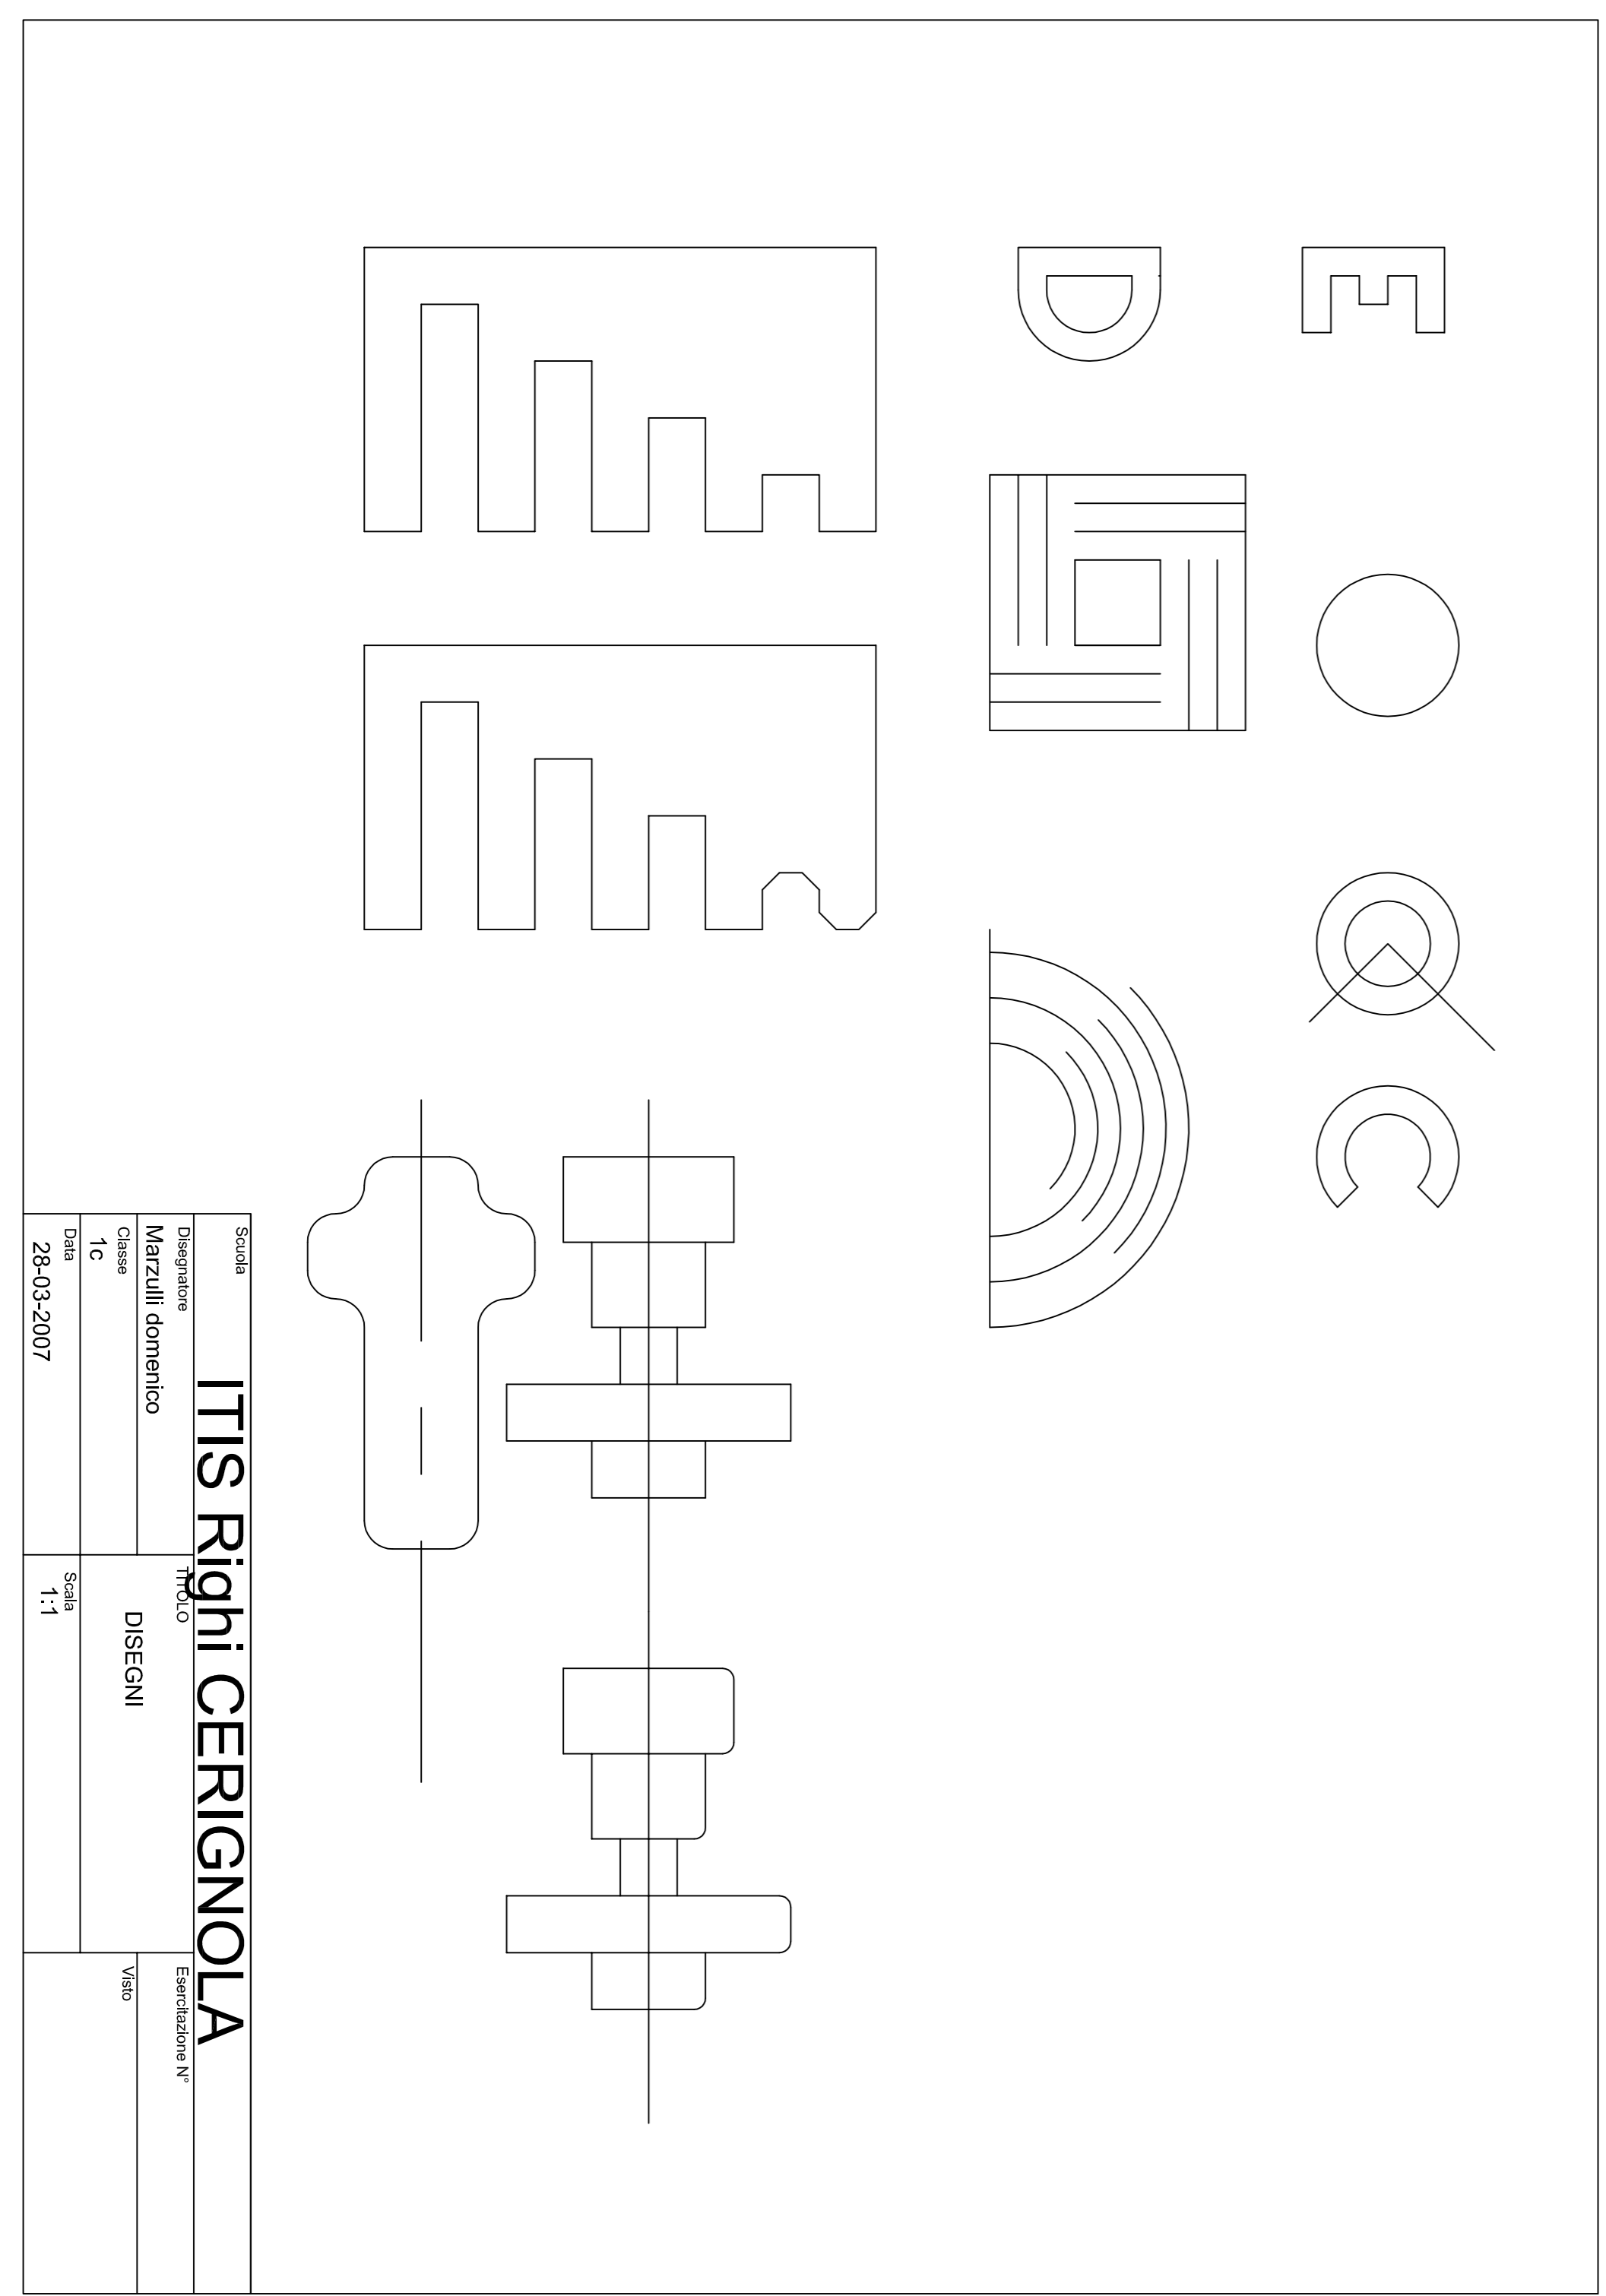 Scuola
ITIS Righi CERIGNOLA
Disegnatore
Marzulli domenico
Classe
1c
Data
28-03-2007
TITOLO
DISEGNI
Scala
1:1
Esercitazione N°
Visto